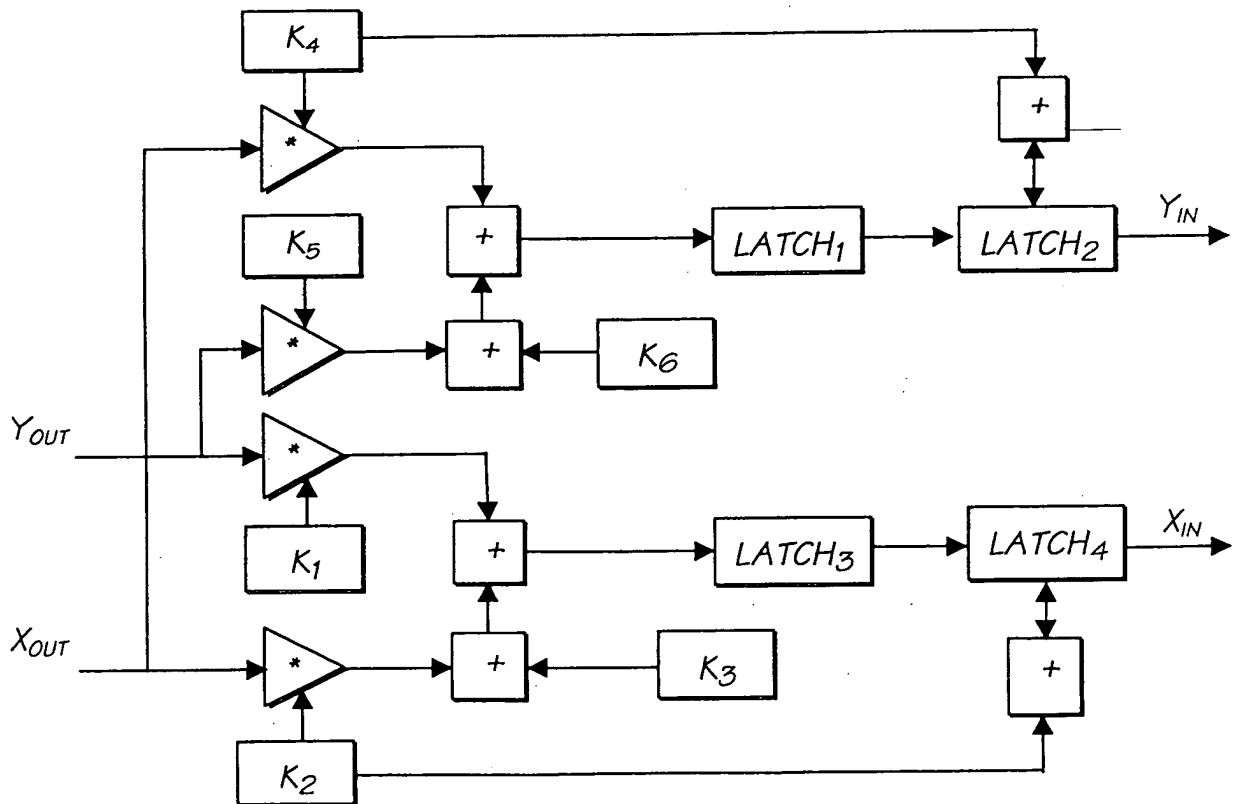 K4
+
*
K5
+
LATCH1
LATCH2
YIN
*
+
K6
YOUT
*
K1
+
LATCH3
LATCH4
XIN
XOUT
*
+
K3
+
K2